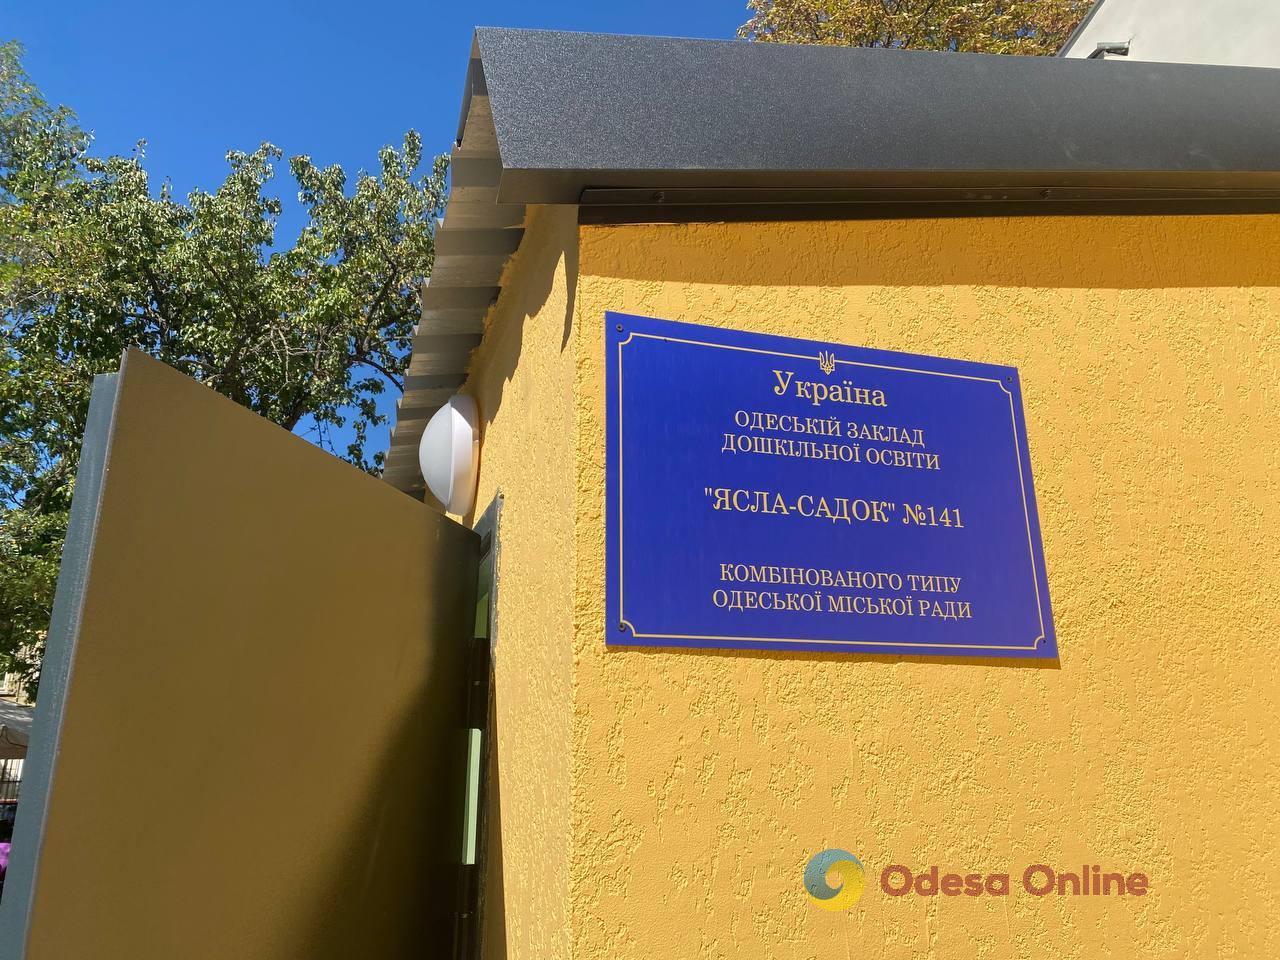 Україна
ОДЕСЬКІЙ ЗАКЛАД
ДОШКІЛЬНОЇ ОСВІТИ
"ЯСЛА-САДОК" №141
КОМБІНОВАНОГО ТИПУ
ОДЕСЬКОЇ МІСЬКОЇ РАДИ
Odesa Online